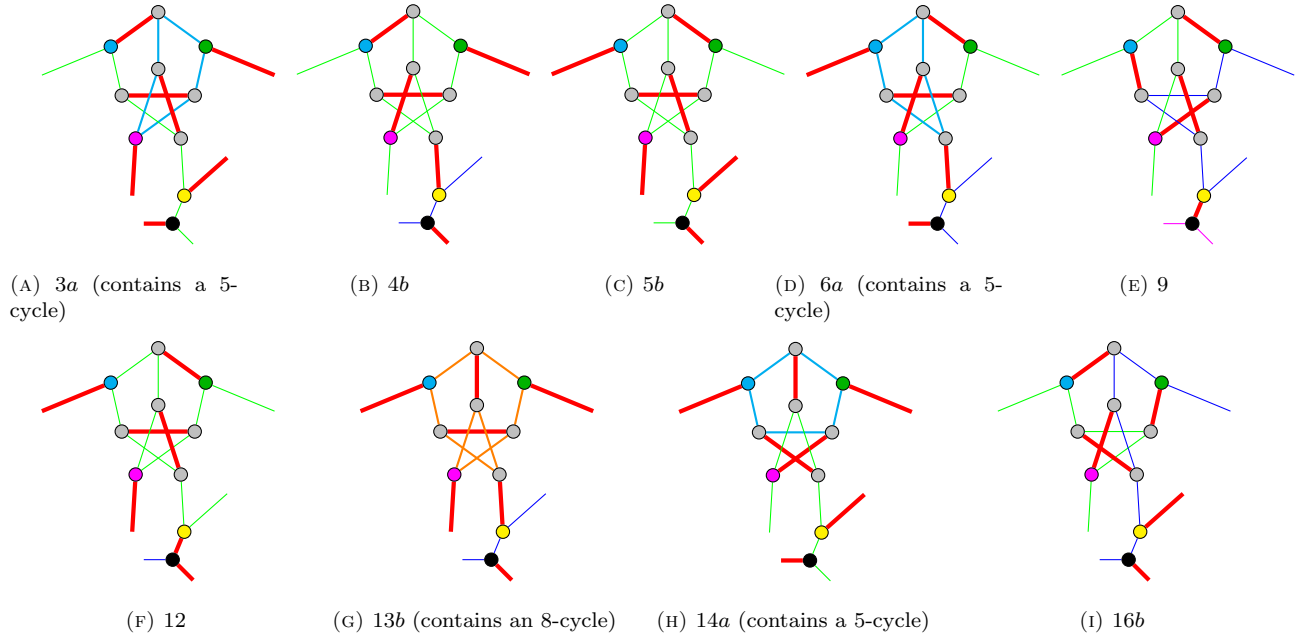 (A) 3a (contains a 5-
cycle)
(B) 4b
(C) 5b
(D) 6a (contains a 5-
cycle)
(E) 9
(F) 12
(G) 13b (contains an 8-cycle)
(H) 14a (contains a 5-cycle)
(I) 16b